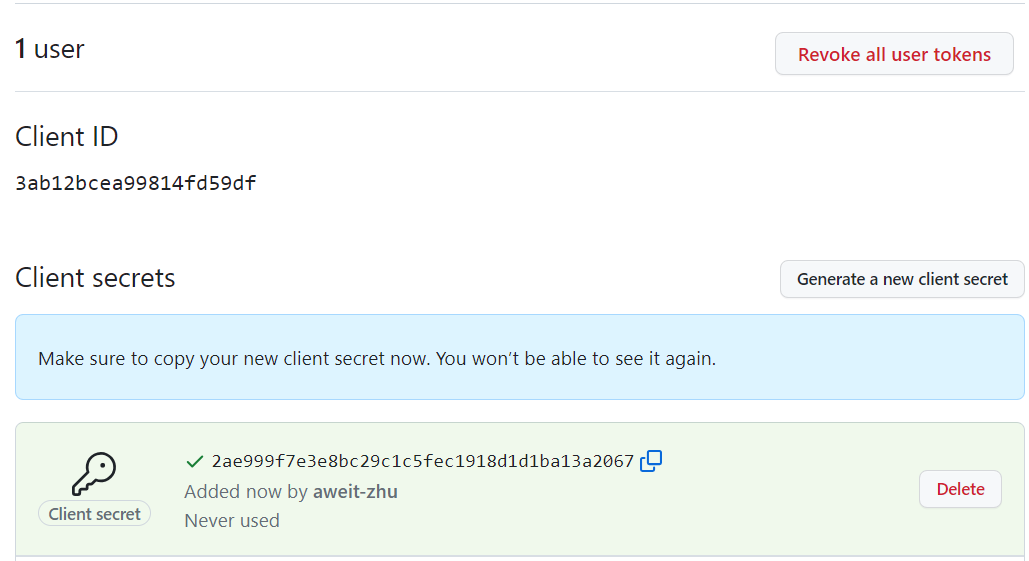 1 user
Revoke all user tokens
Client ID
3ab12bcea99814fd59df
Client secrets
Generate a new client secret
Make sure to copy your new client secret now. You won’t be able to see it again.
2ae999f7e3e8bc29c1c5fec1918d1d1ba13a2067
Added now by aweit-zhu
Never used
Client secret
Delete